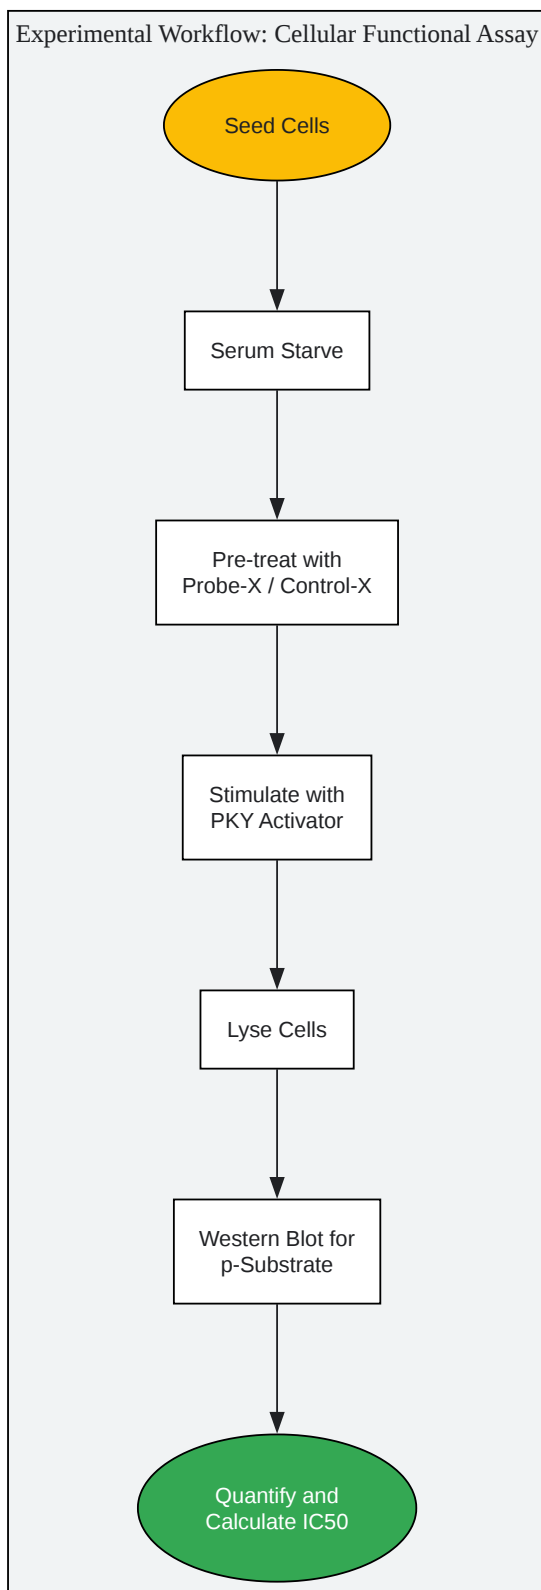 Experimental Workflow: Cellular Functional Assay
Seed Cells
Serum Starve
Pre-treat with
Probe-X / Control-X
Stimulate with
PKY Activator
Lyse Cells
Western Blot for
p-Substrate
Quantify and
Calculate IC50